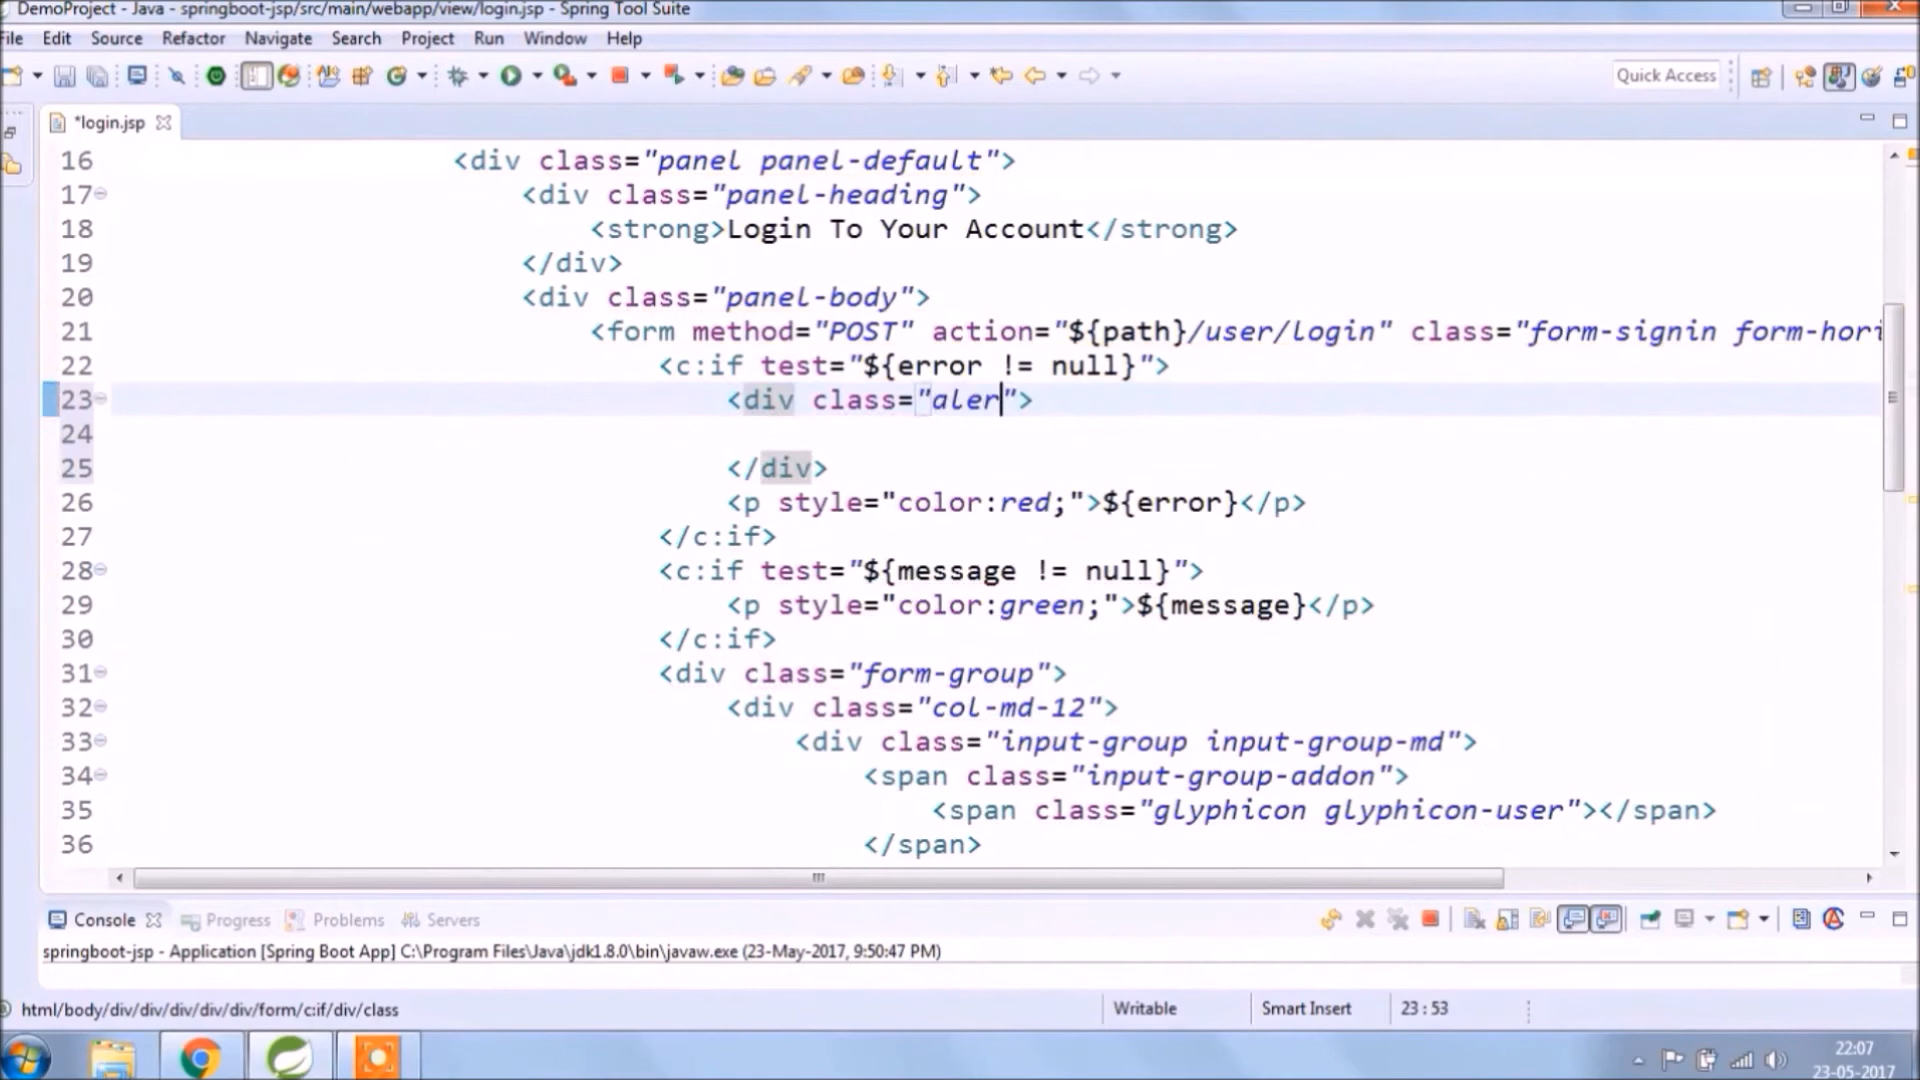 DemoProject - Java - springboot-jsp/src/main/webapp/view/login.jsp - Spring Tool Suite
File Edit Source Refactor Navigate Search Project Run Window Help
Quick Access
*login.jsp
16 <div class="panel panel-default">
17 <div class="panel-heading">
18 <strong>Login To Your Account</strong>
19 </div>
20 <div class="panel-body">
21 <form method="POST" action="${path}/user/login" class="form-signin form-hori
22 <c:if test="${error != null}">
23 <div class="aler">
24
25 </div>
26 <p style="color:red;">${error}</p>
27 </c:if>
28 <c:if test="${message != null}">
29 <p style="color:green;">${message}</p>
30 </c:if>
31 <div class="form-group">
32 <div class="col-md-12">
33 <div class="input-group input-group-md">
34 <span class="input-group-addon">
35 <span class="glyphicon glyphicon-user"></span>
36 </span>
Console Progress Problems Servers
springboot-jsp - Application [Spring Boot App] C:\Program Files\Java\jdk1.8.0\bin\javaw.exe (23-May-2017, 9:50:47 PM)
html/body/div/div/div/div/div/form/c:if/div/class Writable Smart Insert 23 : 53
22:07
23-05-2017